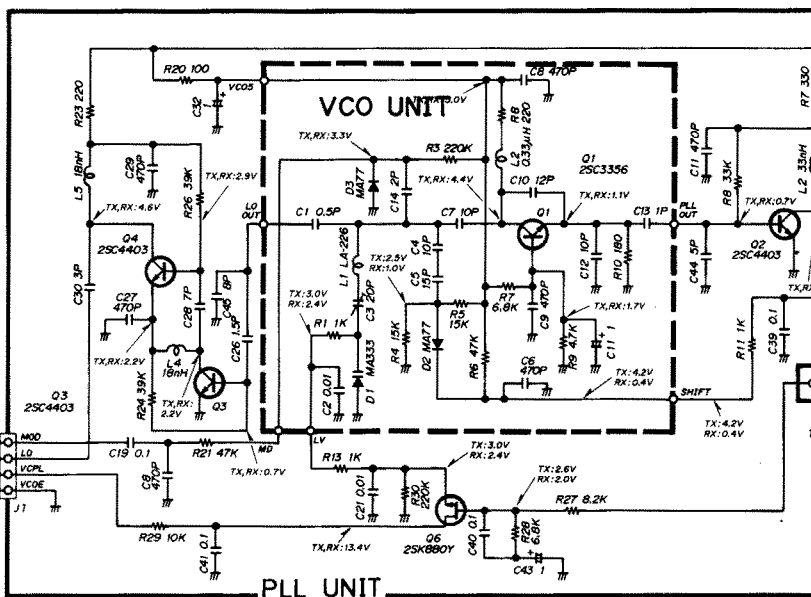 R20 100
VCOS
C32
+
R23 220
C29
470P
L5 18nH
R26 39K
TX,RX:2.9V
TX,RX:4.6V
Q4
2SC4403
C30 3P
C27
470P
C28 7P
C45 8P
C26 1.5P
TX,RX:2.2V
L4
18nH
TX,RX:
2.2V
Q3
R24 39K
Q3
2SC4403
VCO UNIT
TX,RX:3.3V
TX,RX:3.0V
C8 470P
R8
220
L2
0.33μH
R3 220K
D3
MA77
C14 2P
TX,RX:
4.4V
C10 12P
Q1
2SC3356
Q1
TX,RX:1.1V
LO
OUT
C1 0.5P
C7 10P
C13 1P
PLL
OUT
L1 LA-226
C4
10P
C5
15P
TX:2.5V
RX:1.0V
C3 20P
TX:3.0V
RX:2.4V
R1 1K
R4 15K
R5
15K
D2 MA77
R7
6.8K
C9 470P
C12 10P
R10 180
TX,RX:1.7V
R9 4.7K
C11 1
+
R6 47K
C6
470P
TX:4.2V
RX:0.4V
C2 0.01
MA333
D1
SHIFT
C11 470P
R8 33K
R7 330
L2 33nH
TX,RX:0.7V
Q2
2SC4403
C44 5P
R11 1K
C39 0.1
TX,RX
TX:4.2V
RX:0.4V
MOD
LO
VCPL
VCOE
J1
C19 0.1
C8
470P
R21 47K
TX,RX:0.7V
MD
LV
R13 1K
C21 0.01
R30
220K
TX:3.0V
RX:2.4V
TX:2.6V
RX:2.0V
R27 8.2K
R29 10K
C41 0.1
TX,RX:13.4V
Q6
2SK880Y
C40 0.1
R28
6.8K
C43 1
+
PLL UNIT